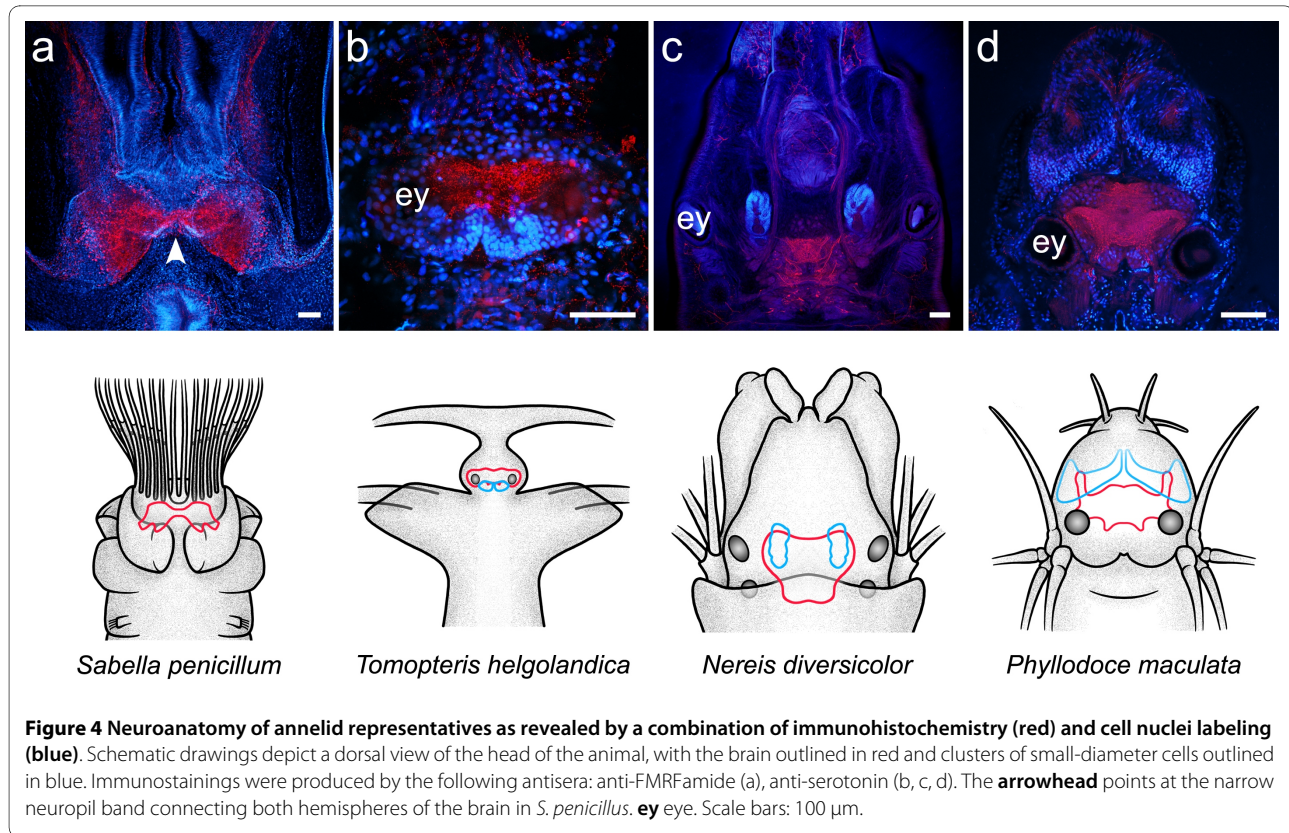 a
b
c
d
ey
ey
ey
Sabella penicillum
Tomopteris helgolandica
Nereis diversicolor
Phyllodoce maculata
Figure 4 Neuroanatomy of annelid representatives as revealed by a combination of immunohistochemistry (red) and cell nuclei labeling
(blue). Schematic drawings depict a dorsal view of the head of the animal, with the brain outlined in red and clusters of small-diameter cells outlined
in blue. Immunostainings were produced by the following antisera: anti-FMRFamide (a), anti-serotonin (b, c, d). The arrowhead points at the narrow
neuropil band connecting both hemispheres of the brain in S. penicillus. ey eye. Scale bars: 100 μm.